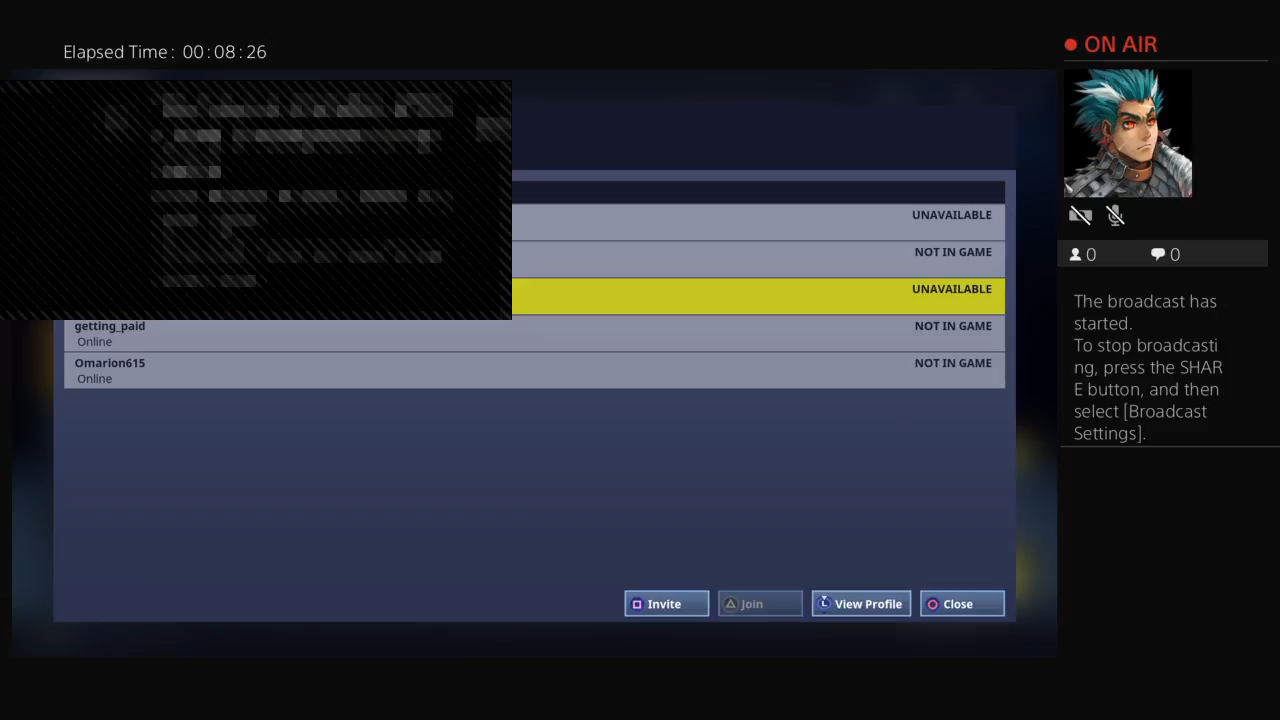 Elapsed Time: 00:08:26
ON AIR
0 0
UNAVAILABLE
NOT IN GAME
UNAVAILABLE
getting_paid NOT IN GAME
Online
Omarion615 NOT IN GAME
Online
Invite Join View Profile Close
The broadcast has
started.
To stop broadcasti
ng, press the SHAR
E button, and then
select [Broadcast
Settings].